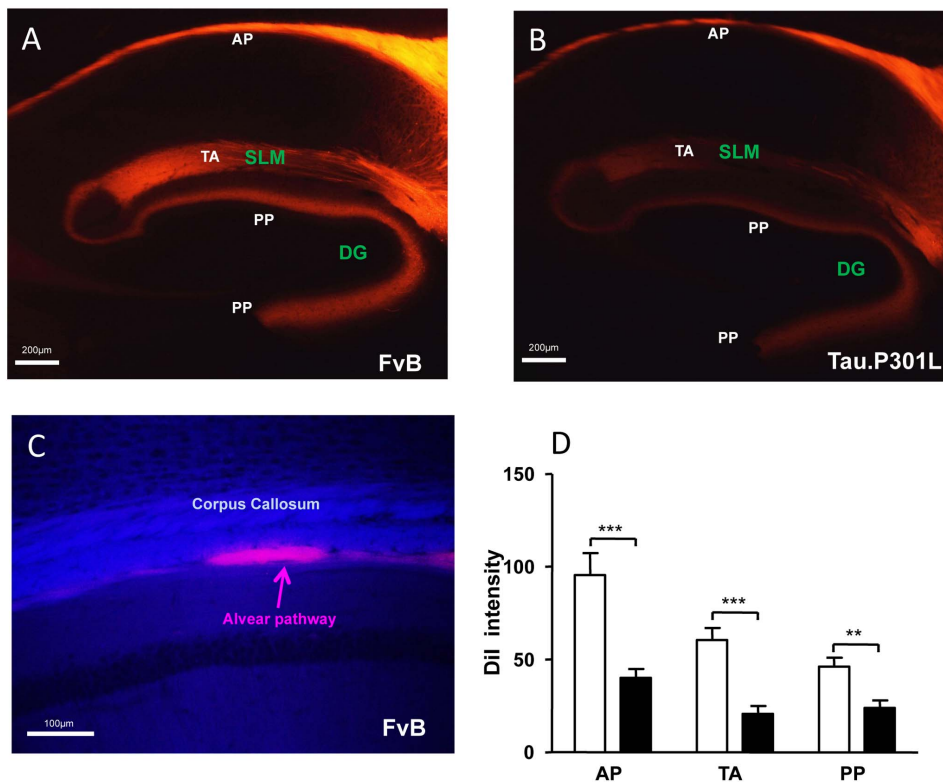 A
AP
TA
SLM
PP
DG
PP
200µm
FvB
B
AP
TA
SLM
PP
DG
PP
200µm
Tau.P301L
C
Corpus Callosum
Alvear pathway
100µm
FvB
D
DiI intensity
150
100
50
0
***
***
**
AP
TA
PP